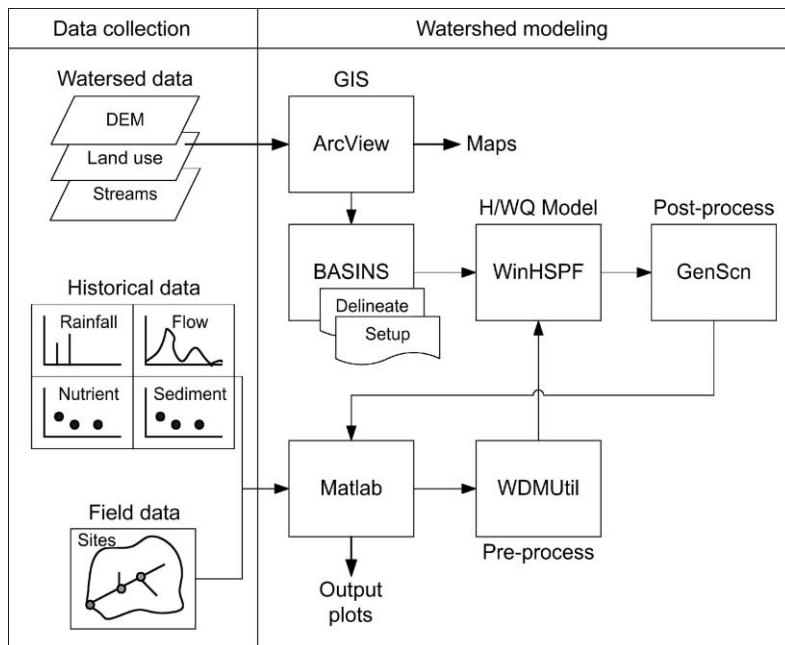 Data collection
Watershed modeling
Watersed data
DEM
Land use
Streams
GIS
ArcView
Maps
BASINS
Delineate
Setup
H/WQ Model
WinHSPF
Post-process
GenScn
Historical data
Rainfall
Flow
Nutrient
Sediment
Field data
Sites
Matlab
WDMUtil
Pre-process
Output
plots